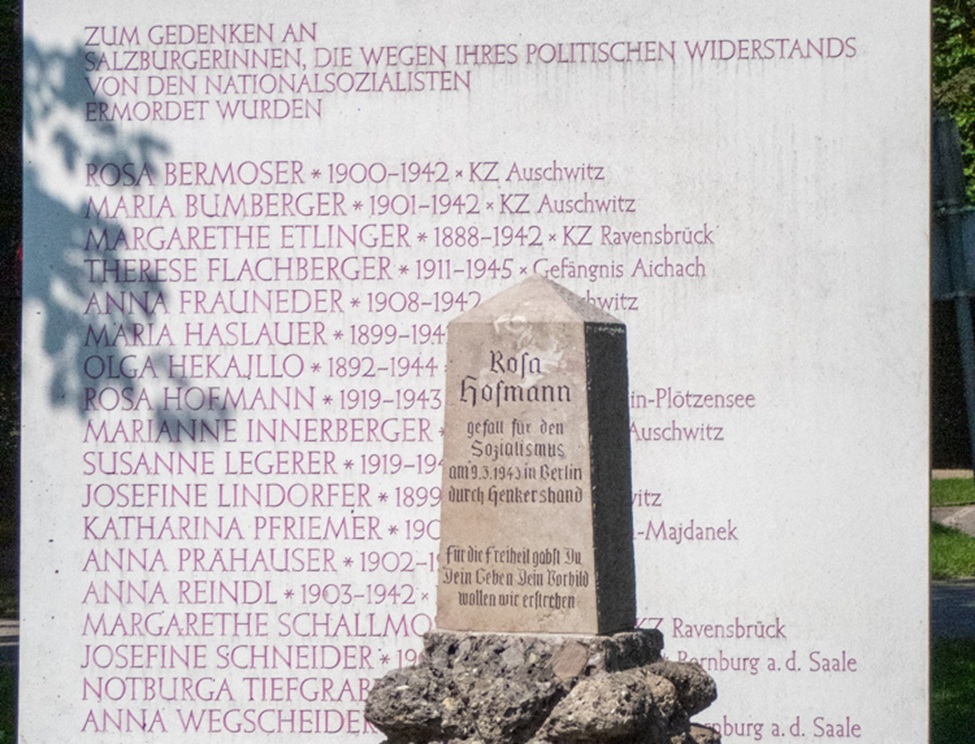 ZUM GEDENKEN AN
SALZBURGERINNEN, DIE WEGEN IHRES POLITISCHEN WIDERSTANDS
VON DEN NATIONALSOZIALISTEN
ERMORDET WURDEN
ROSA BERMOSER * 1900–1942 × KZ Auschwitz
MARIA BUMBERGER * 1901–1942 × KZ Auschwitz
MARGARETHE ETLINGER * 1888–1942 × KZ Ravensbrück
THERESE FLACHBERGER * 1911–1945 × Gefängnis Aichach
ANNA FRAUNEDER * 1908–1942
MARIA HASLAUER * 1899–194
OLGA HEKAJLLO * 1892–1944
ROSA HOFMANN * 1919–1943 in-Plötzensee
MARIANNE INNERBERGER * Auschwitz
SUSANNE LEGERER * 1919–194
JOSEFINE LINDORFER * 1899 witz
KATHARINA PFRIEMER * 190 -Majdanek
ANNA PRÄHAUSER * 1902–1
ANNA REINDL * 1903–1942 ×
MARGARETHE SCHALLMO KZ Ravensbrück
JOSEFINE SCHNEIDER * 19 Bernburg a. d. Saale
NOTBURGA TIEFGRAB
ANNA WEGSCHEIDER rnburg a. d. Saale
Rosa
Hofmann
gefall für den
Sozialismus
am 9.3.1943 in Berlin
durch Henkershand
Für die Freiheit gabst Du
Dein Leben Dein Vorbild
wollen wir erstreben